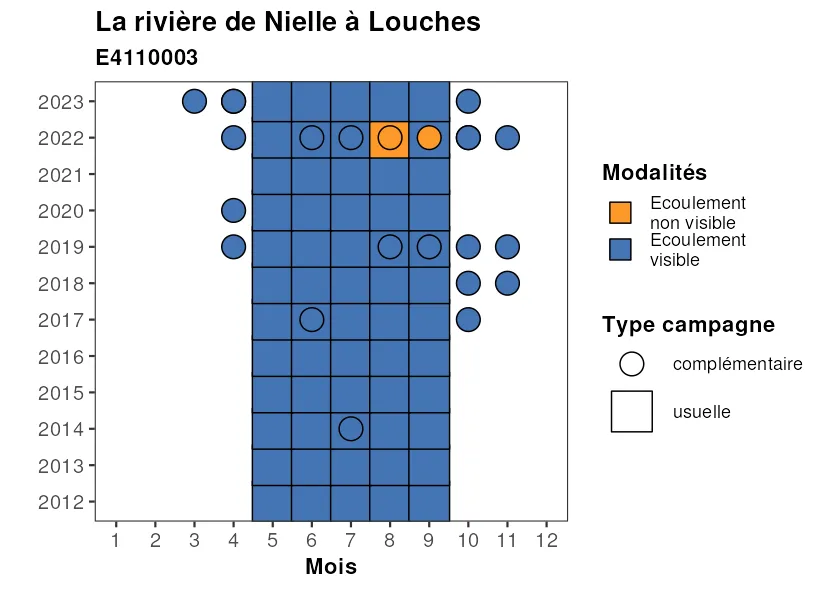 La rivière de Nielle à Louches
E4110003
2023
2022
2021
2020
2019
2018
2017
2016
2015
2014
2013
2012
1 2 3 4 5 6 7 8 9 10 11 12
Mois
Modalités
Ecoulement
non visible
Ecoulement
visible
Type campagne
complémentaire
usuelle